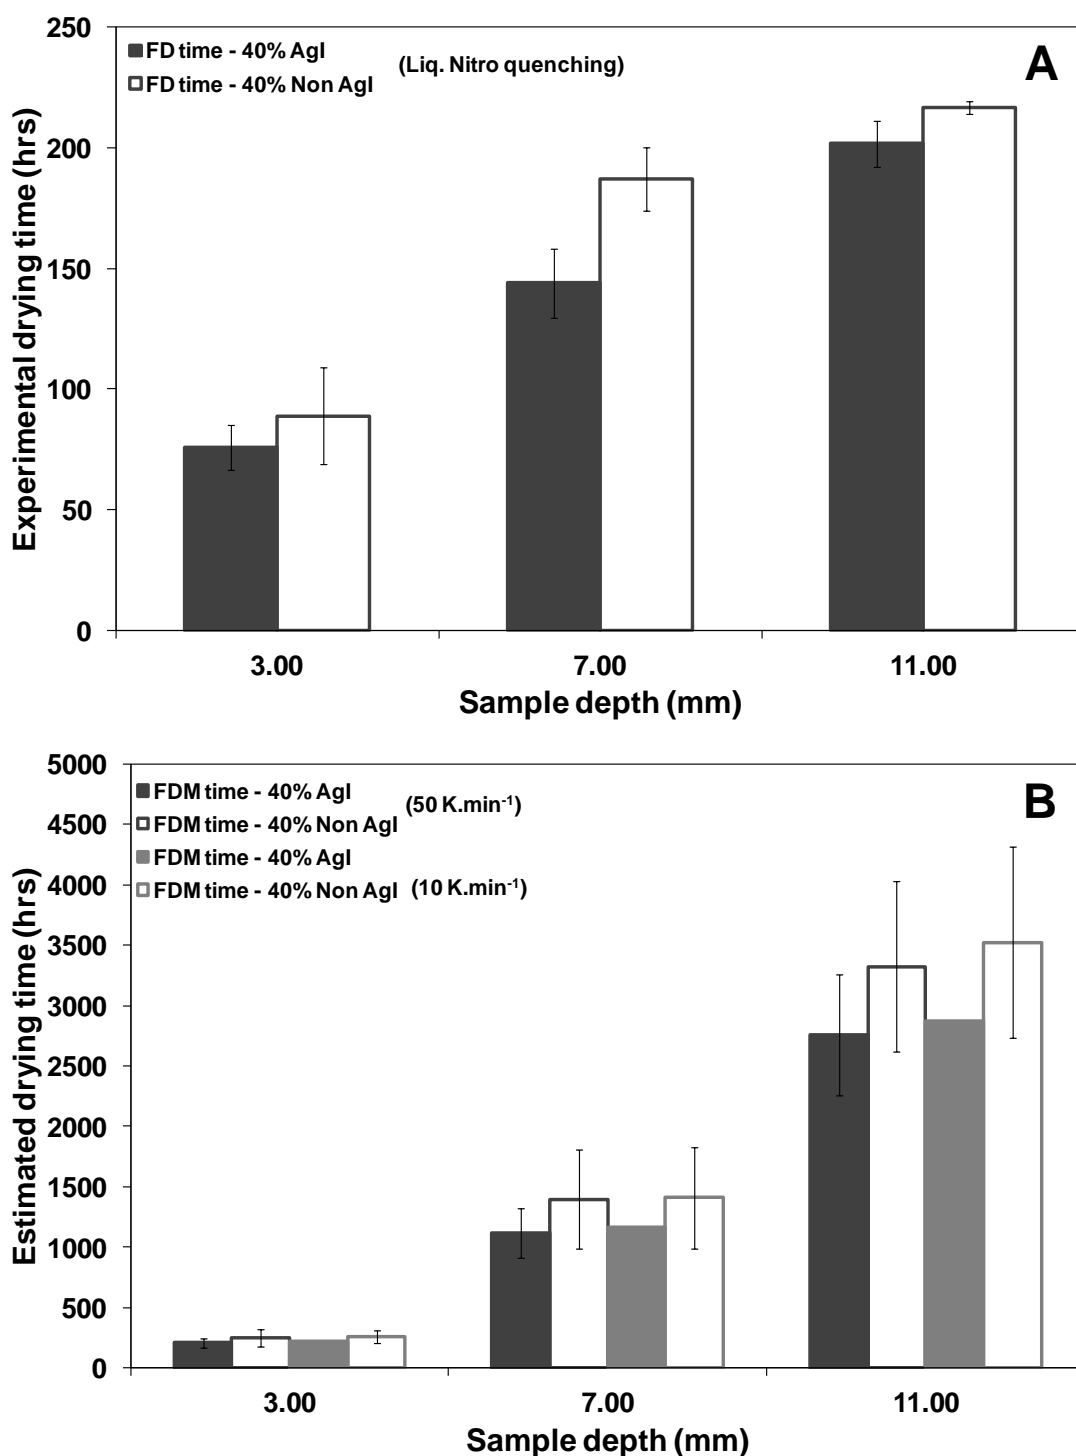 A
FD time - 40% AgI
(Liq. Nitro quenching)
FD time - 40% Non AgI
Experimental drying time (hrs)
250
200
150
100
50
0
3.00 7.00 11.00
Sample depth (mm)
B
FDM time - 40% AgI
(50 K.min⁻¹)
FDM time - 40% Non AgI
FDM time - 40% AgI
FDM time - 40% Non AgI (10 K.min⁻¹)
Estimated drying time (hrs)
5000
4500
4000
3500
3000
2500
2000
1500
1000
500
0
3.00 7.00 11.00
Sample depth (mm)